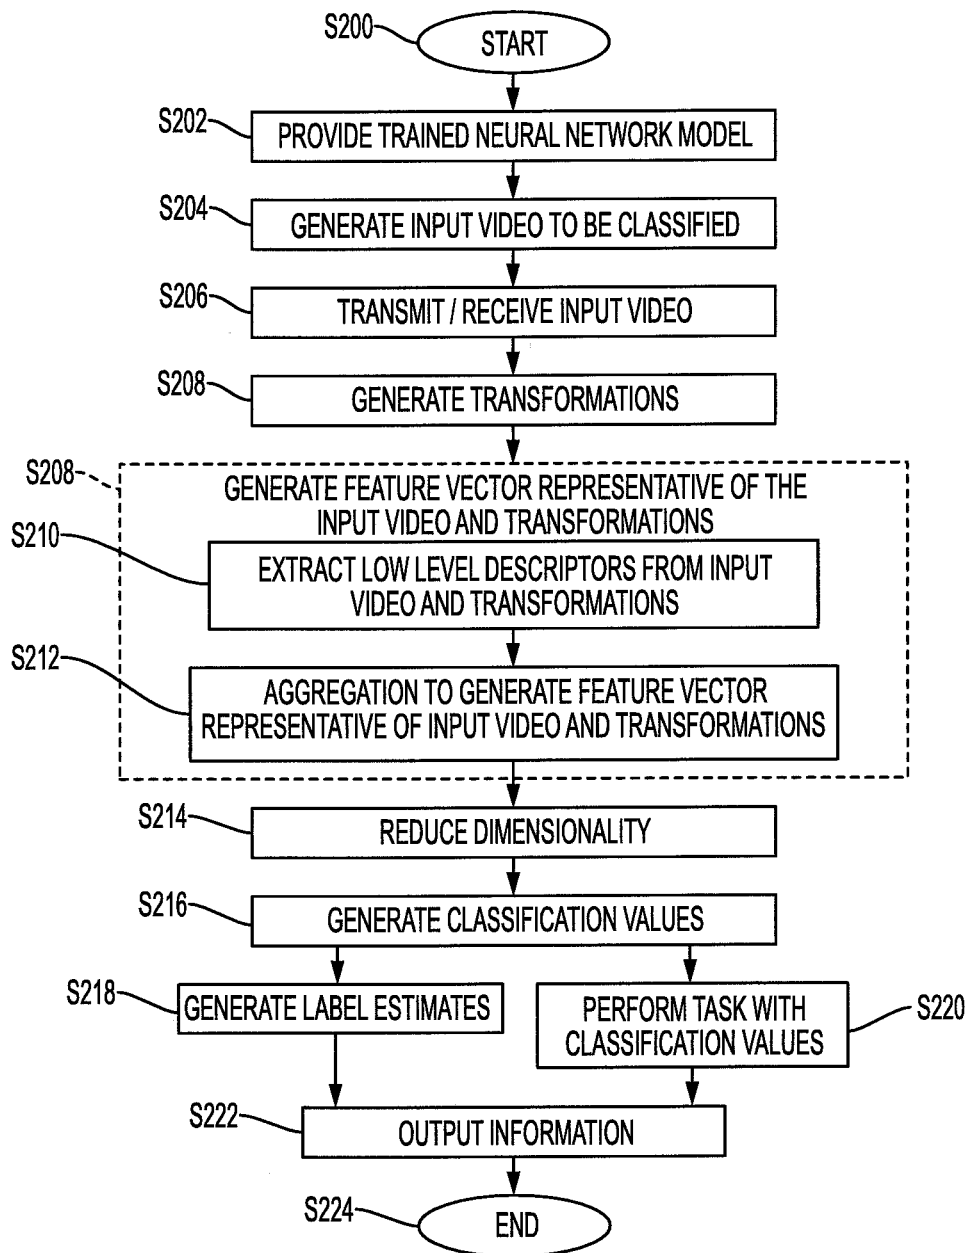 S200
START
S202
PROVIDE TRAINED NEURAL NETWORK MODEL
S204
GENERATE INPUT VIDEO TO BE CLASSIFIED
S206
TRANSMIT / RECEIVE INPUT VIDEO
S208
GENERATE TRANSFORMATIONS
S208
GENERATE FEATURE VECTOR REPRESENTATIVE OF THE
INPUT VIDEO AND TRANSFORMATIONS
S210
EXTRACT LOW LEVEL DESCRIPTORS FROM INPUT
VIDEO AND TRANSFORMATIONS
S212
AGGREGATION TO GENERATE FEATURE VECTOR
REPRESENTATIVE OF INPUT VIDEO AND TRANSFORMATIONS
S214
REDUCE DIMENSIONALITY
S216
GENERATE CLASSIFICATION VALUES
S218
GENERATE LABEL ESTIMATES
PERFORM TASK WITH
CLASSIFICATION VALUES
S220
S222
OUTPUT INFORMATION
S224
END